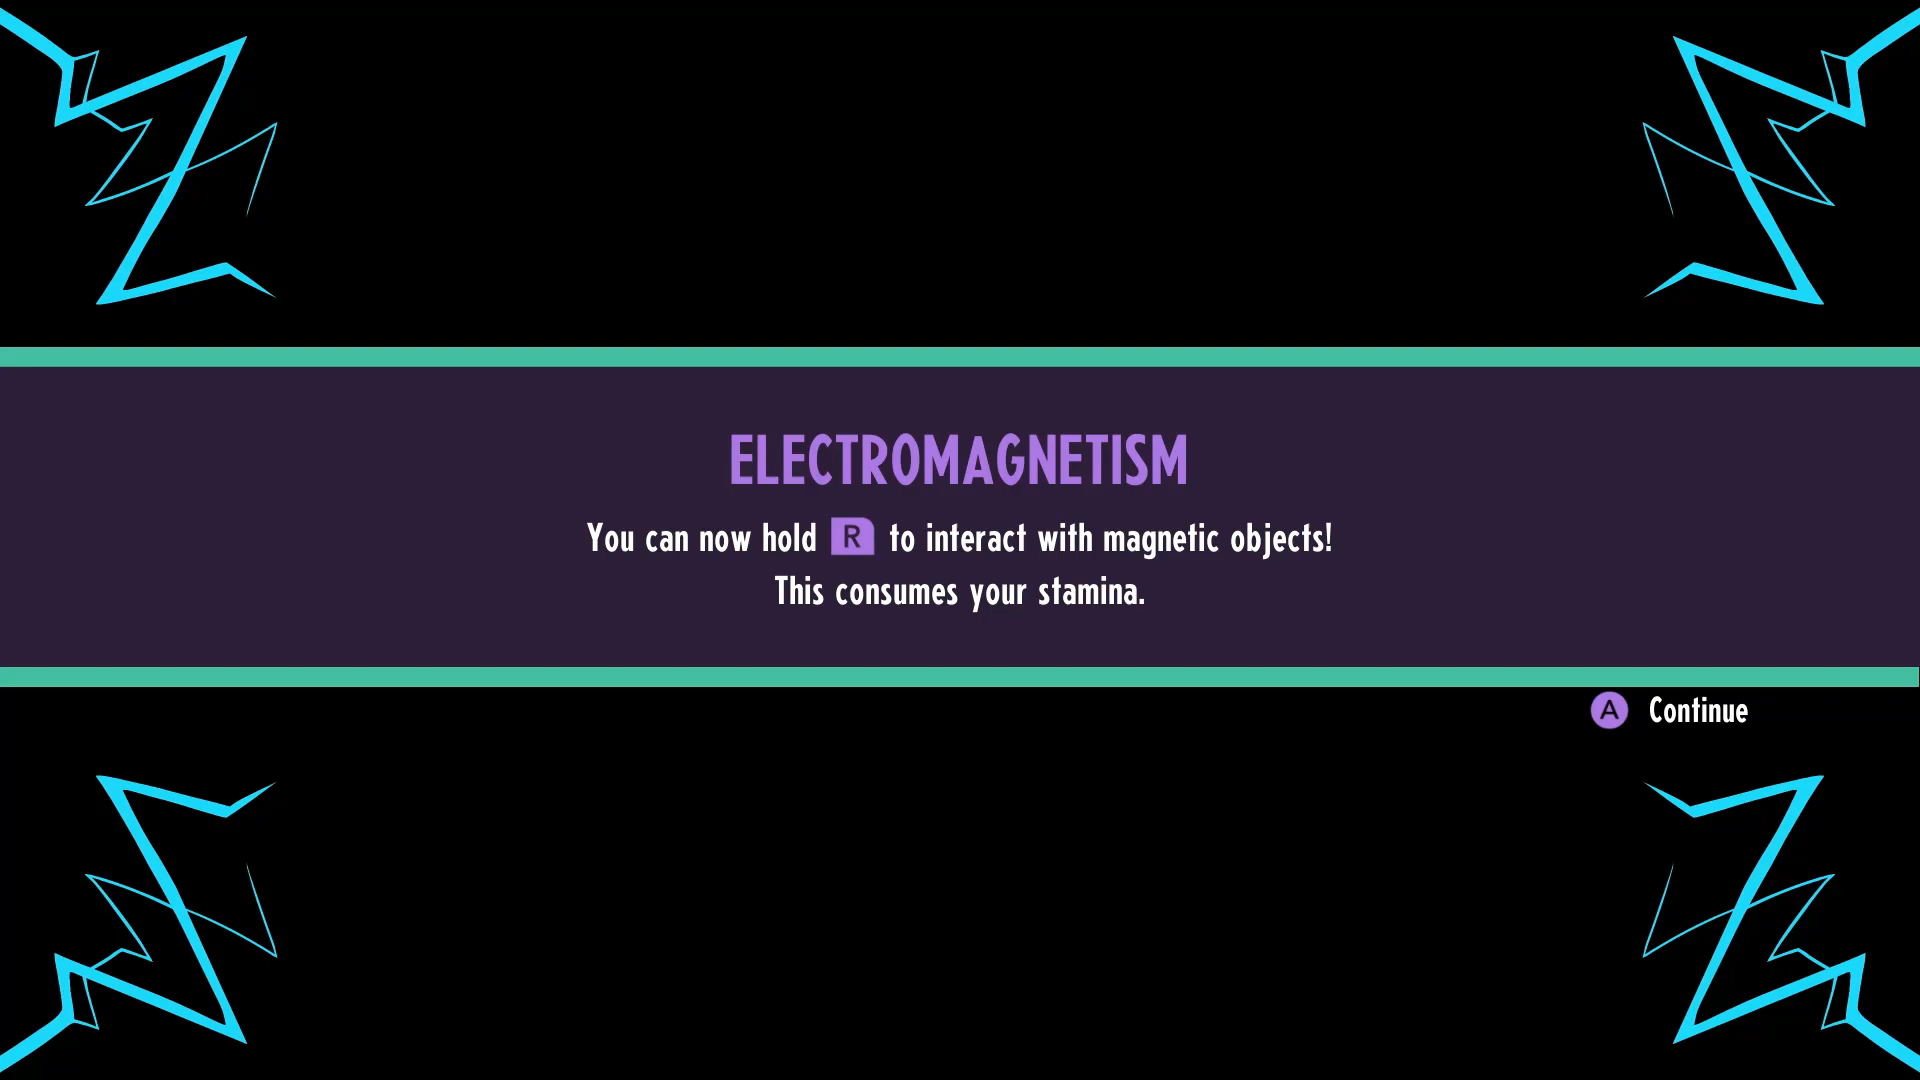 ELECTROMAGNETISM
You can now hold R to interact with magnetic objects!
This consumes your stamina.
A Continue